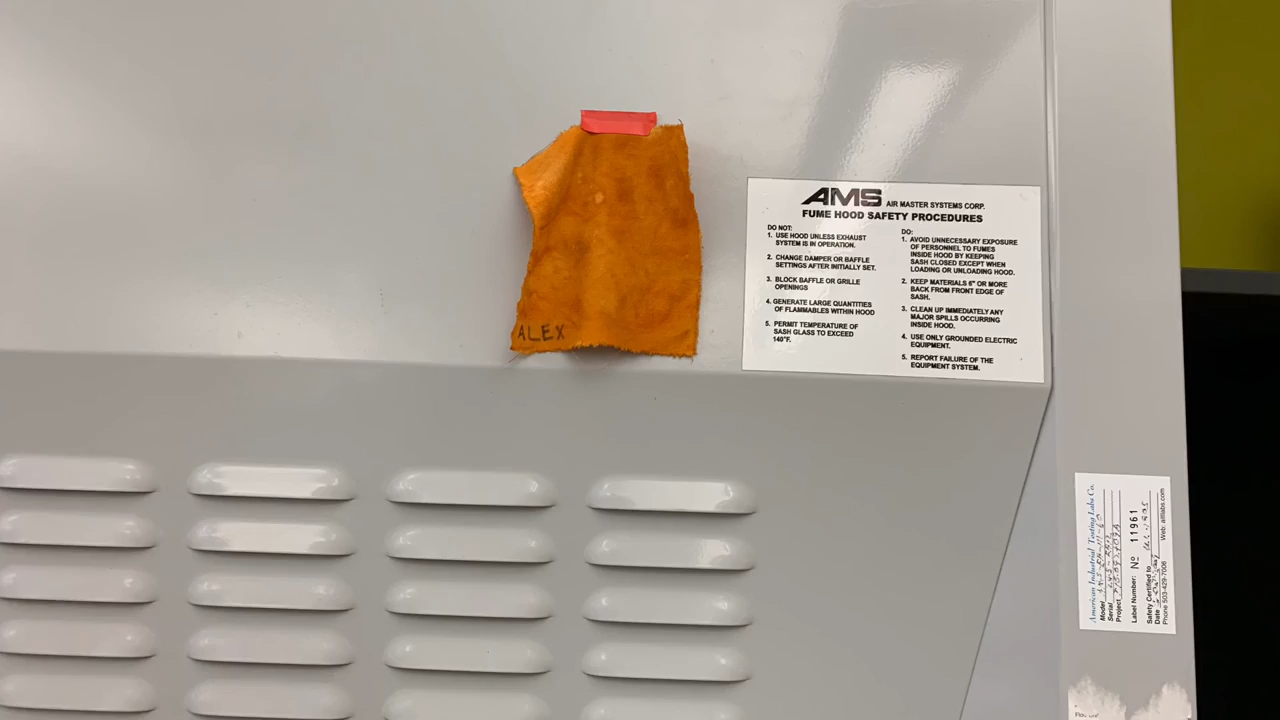 ALEX
AMS AIR MASTER SYSTEMS CORP.
FUME HOOD SAFETY PROCEDURES
DO NOT:
1. USE HOOD UNLESS EXHAUST
SYSTEM IS IN OPERATION.
2. CHANGE DAMPER OR BAFFLE
SETTINGS AFTER INITIALLY SET.
3. BLOCK BAFFLE OR GRILLE
OPENINGS
4. GENERATE LARGE QUANTITIES
OF FLAMMABLES WITHIN HOOD
5. PERMIT TEMPERATURE OF
SASH GLASS TO EXCEED
140°F.
DO:
1. AVOID UNNECESSARY EXPOSURE
OF PERSONNEL TO FUMES
INSIDE HOOD BY KEEPING
SASH CLOSED EXCEPT WHEN
LOADING OR UNLOADING HOOD.
2. KEEP MATERIALS 6" OR MORE
BACK FROM FRONT EDGE OF
SASH.
3. CLEAN UP IMMEDIATELY ANY
MAJOR SPILLS OCCURRING
INSIDE HOOD.
4. USE ONLY GROUNDED ELECTRIC
EQUIPMENT.
5. REPORT FAILURE OF THE
EQUIPMENT SYSTEM.
American Industrial Testing Labs Co.
Model
Serial
Project
Label Number: Nº 11961
Safety Certified to
Date
Phone 503-429-7006 Web: aitlabs.com